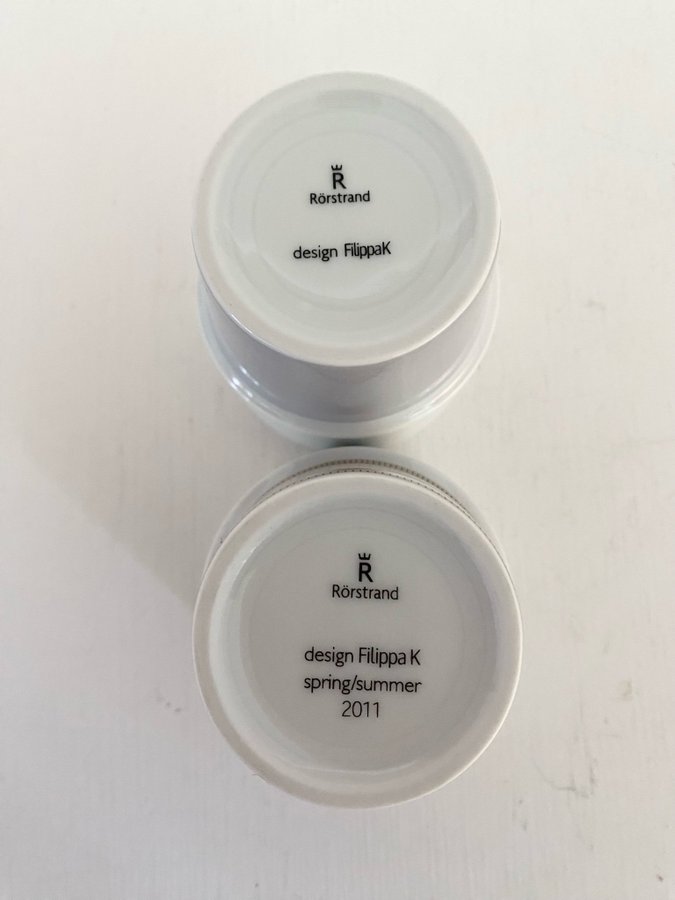 R
Rörstrand
design FilippaK
R
Rörstrand
design Filippa K
spring/summer
2011